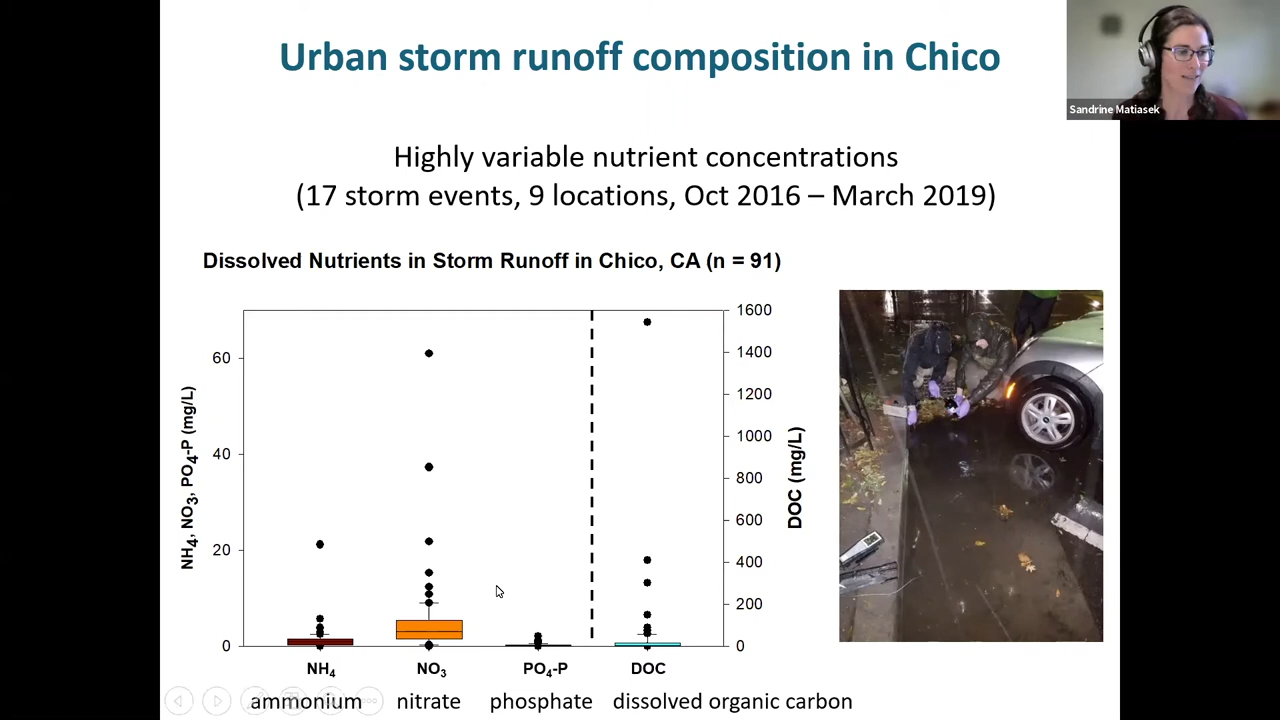 Urban storm runoff composition in Chico
Sandrine Matiasek
Highly variable nutrient concentrations
(17 storm events, 9 locations, Oct 2016 – March 2019)
Dissolved Nutrients in Storm Runoff in Chico, CA (n = 91)
NH₄, NO₃, PO₄-P (mg/L)
60
40
20
0
1600
1400
1200
1000
800
600
400
200
0
DOC (mg/L)
NH₄ NO₃ PO₄-P DOC
ammonium nitrate phosphate dissolved organic carbon